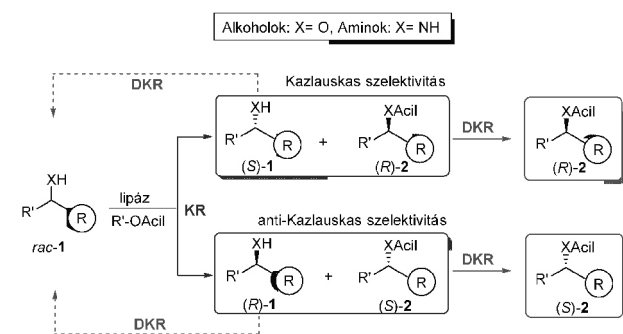 Alkoholok: X= O, Aminok: X= NH
DKR
Kazlauskas szelektivitás
XH
R'
R
(S)-1
+
XAcil
R'
R
(R)-2
DKR
XAcil
R'
R
(R)-2
XH
R'
R
rac-1
lipáz
R'-OAcil
KR
anti-Kazlauskas szelektivitás
XH
R'
R
(R)-1
+
XAcil
R'
R
(S)-2
DKR
XAcil
R'
R
(S)-2
DKR